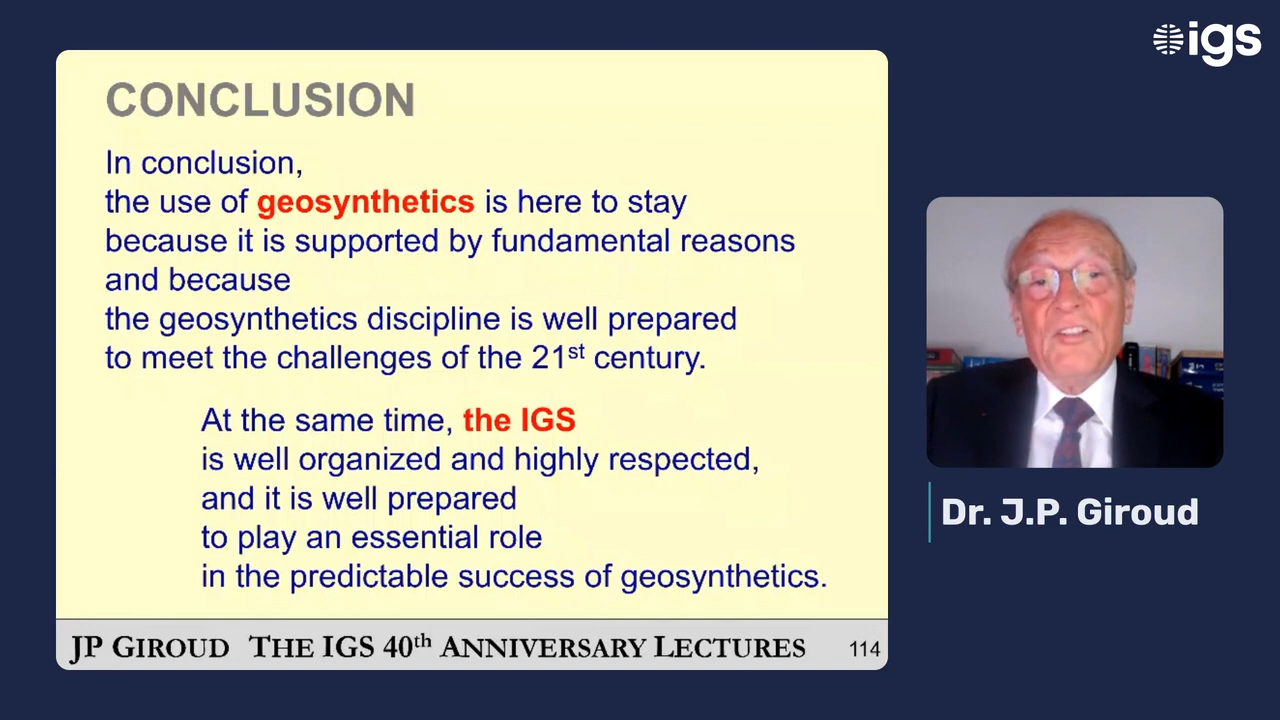 igs
CONCLUSION
In conclusion,
the use of geosynthetics is here to stay
because it is supported by fundamental reasons
and because
the geosynthetics discipline is well prepared
to meet the challenges of the 21st century.
At the same time, the IGS
is well organized and highly respected,
and it is well prepared
to play an essential role
in the predictable success of geosynthetics.
JP GIROUD THE IGS 40th ANNIVERSARY LECTURES 114
Dr. J.P. Giroud